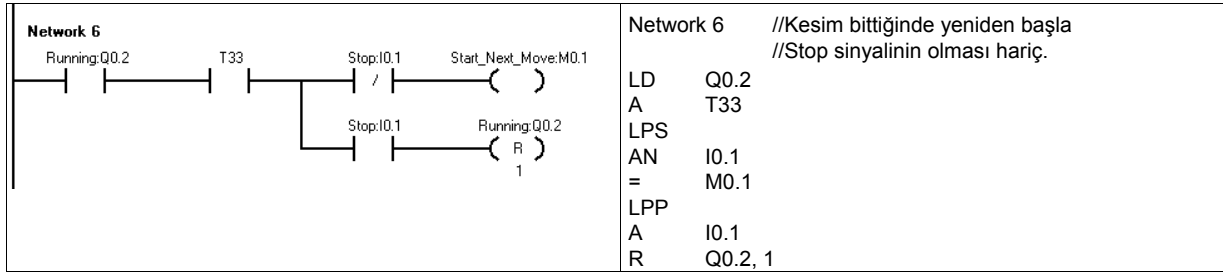 Network 6
Running:Q0.2 T33 Stop:I0.1 Start_Next_Move:M0.1
/
Stop:I0.1 Running:Q0.2
R
1
Network 6 //Kesim bittiğinde yeniden başla
//Stop sinyalinin olması hariç.
LD Q0.2
A T33
LPS
AN I0.1
= M0.1
LPP
A I0.1
R Q0.2, 1